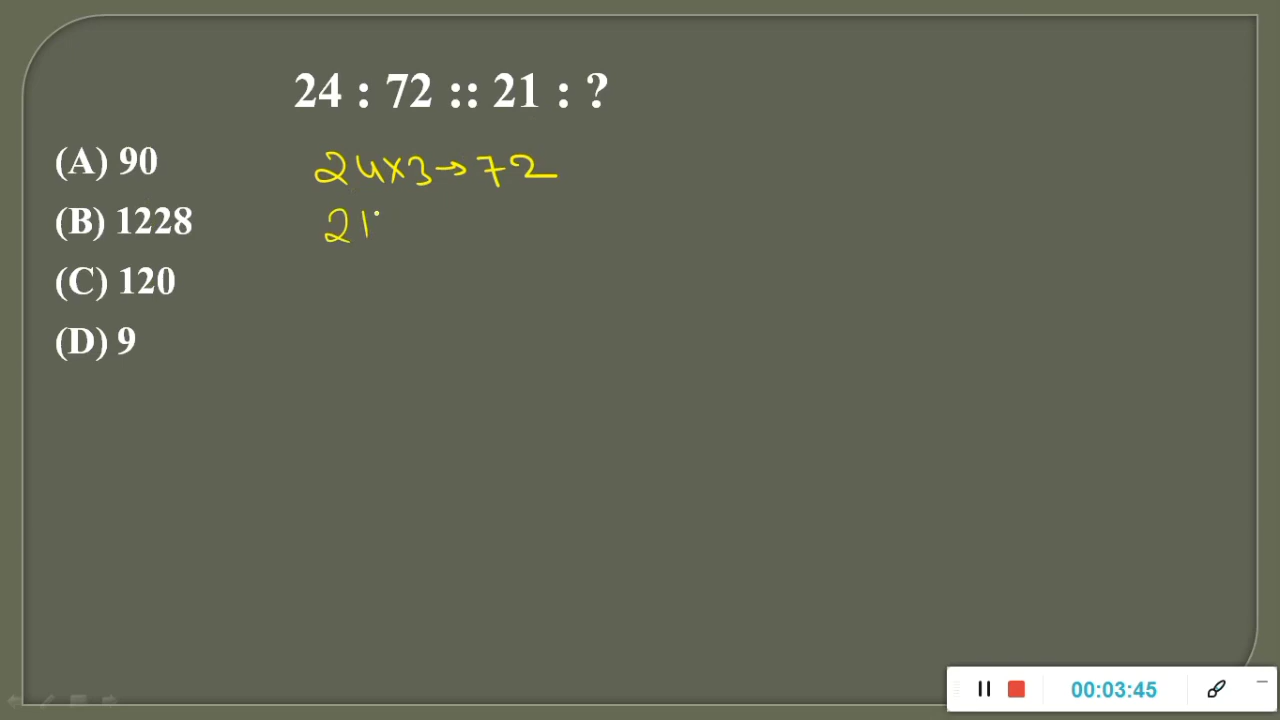 24 : 72 :: 21 : ?
(A) 90
24x3→72
(B) 1228
21
(C) 120
(D) 9
00:03:45